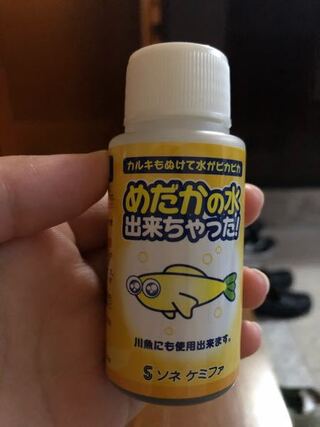 カルキもぬけて水がピカピカ
めだかの水
出来ちゃった!
川魚にも使用出来ます。
S ソネ ケミファ